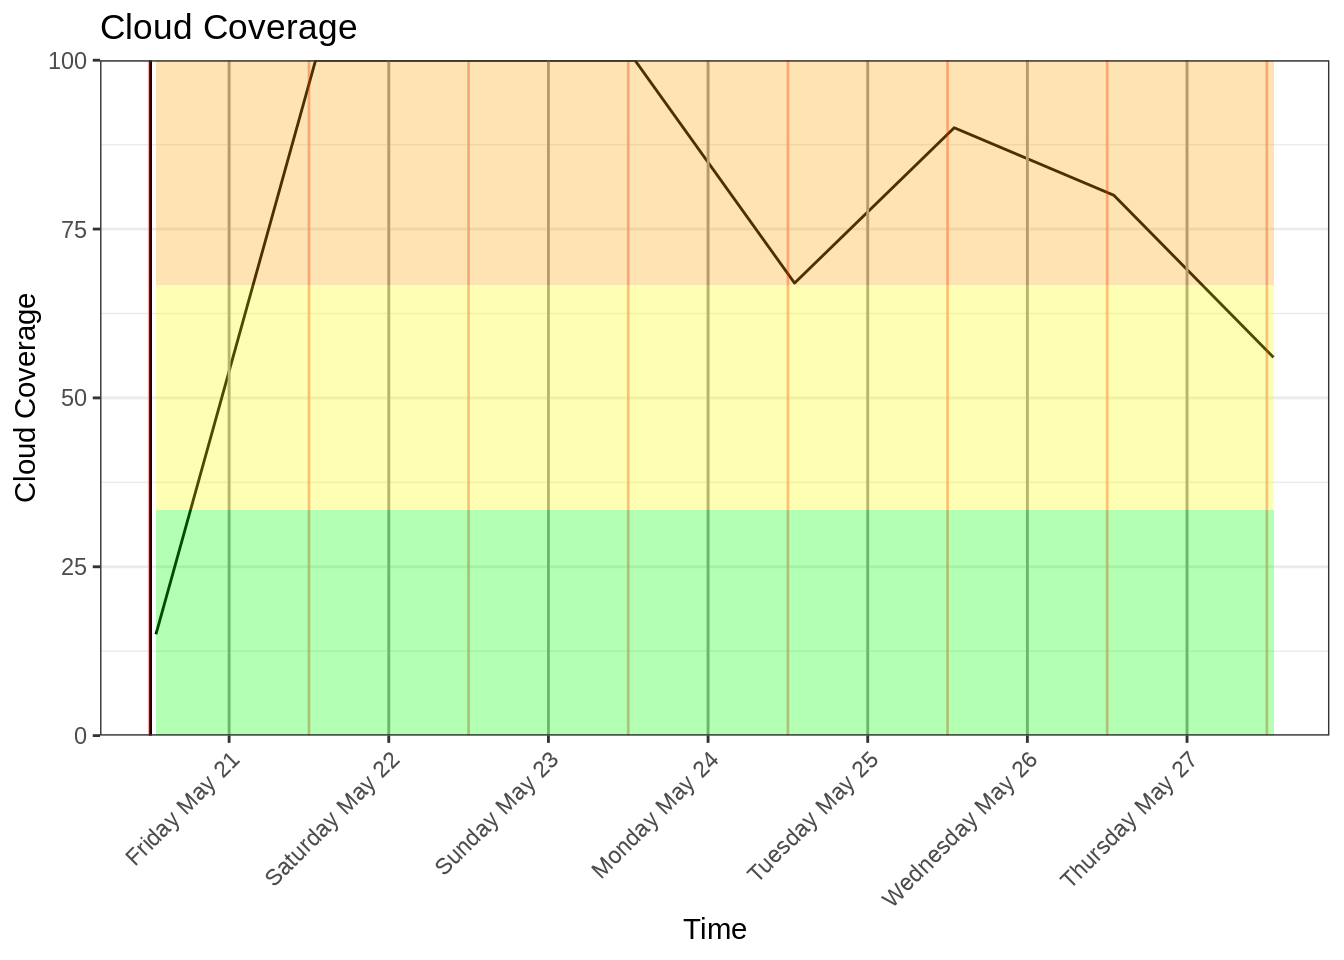 Cloud Coverage
100
75
50
25
0
Cloud Coverage
Friday May 21
Saturday May 22
Sunday May 23
Monday May 24
Tuesday May 25
Wednesday May 26
Thursday May 27
Time